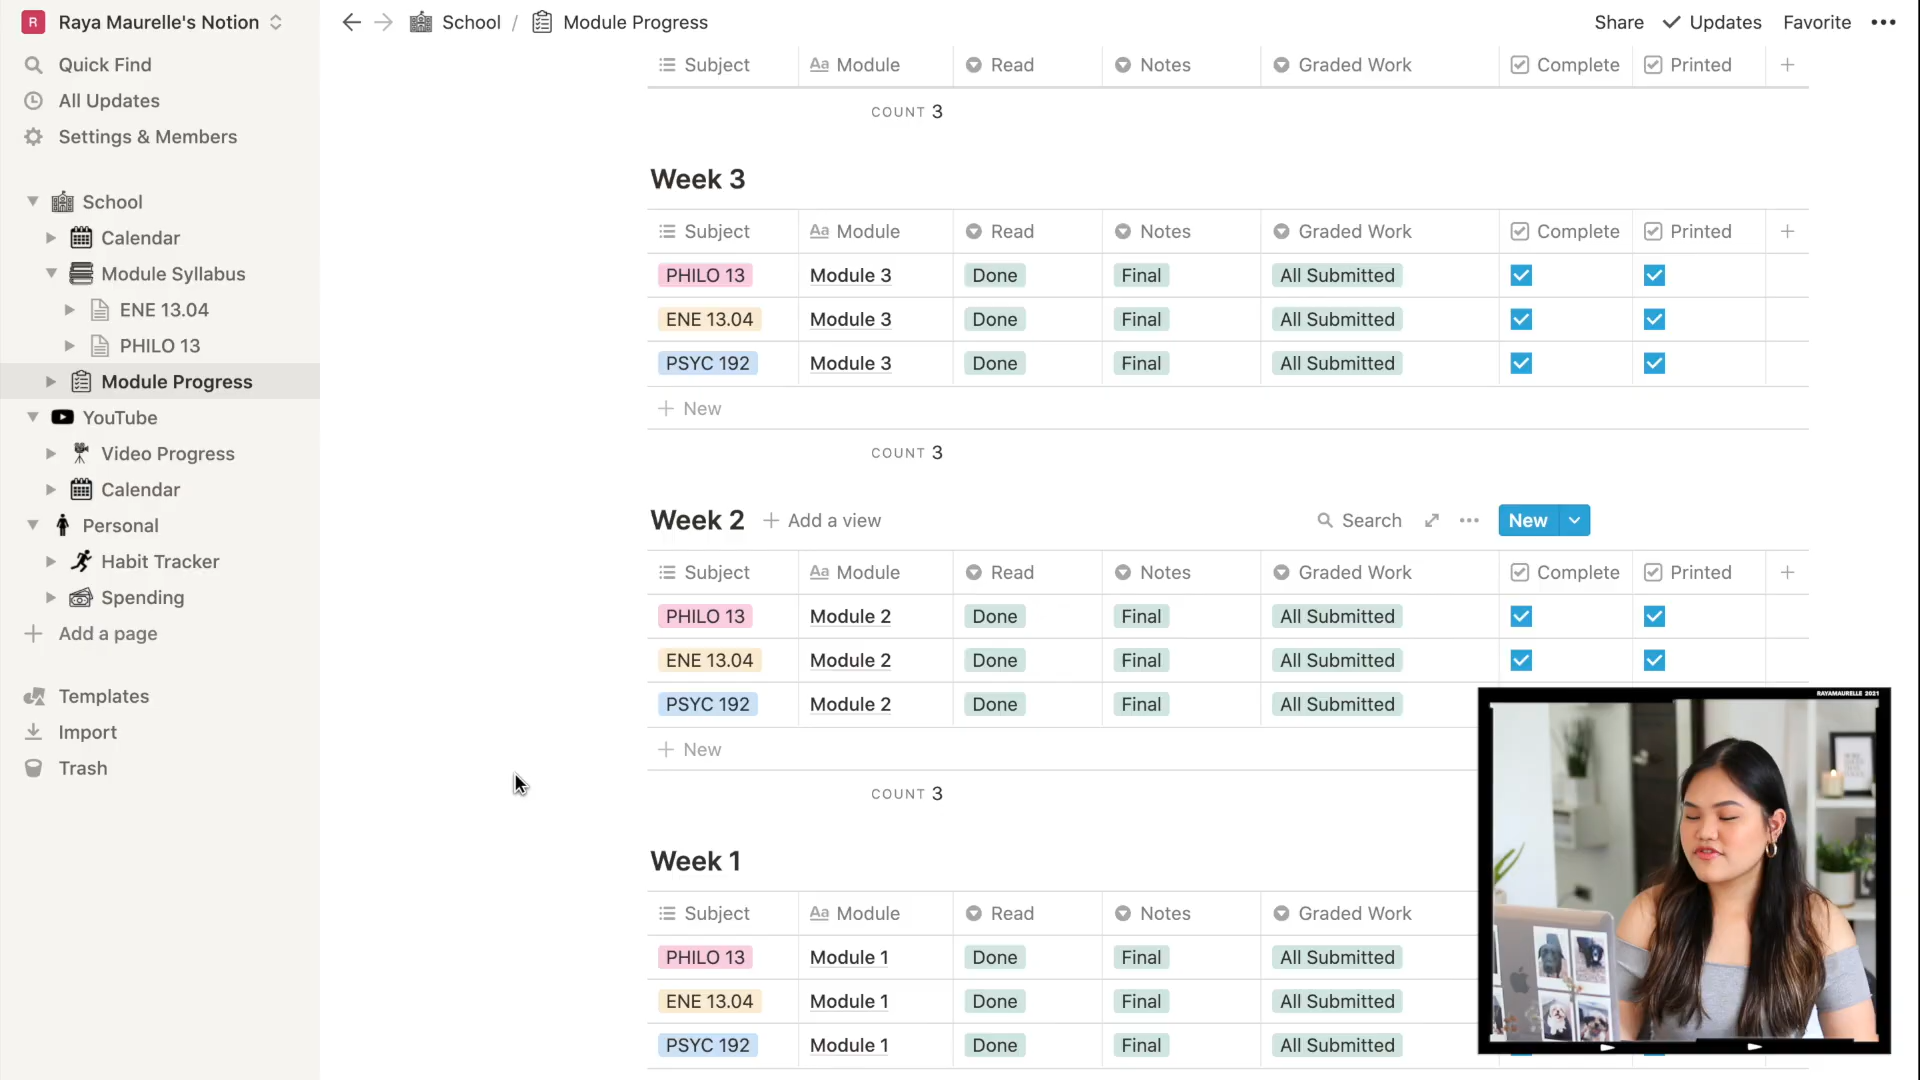 R Raya Maurelle's Notion
Quick Find
All Updates
Settings & Members
School
Calendar
Module Syllabus
ENE 13.04
PHILO 13
Module Progress
YouTube
Video Progress
Calendar
Personal
Habit Tracker
Spending
Add a page
Templates
Import
Trash
School / Module Progress
Share Updates Favorite
Subject Aa Module Read Notes Graded Work Complete Printed
COUNT 3
Week 3
Subject Aa Module Read Notes Graded Work Complete Printed
PHILO 13 Module 3 Done Final All Submitted
ENE 13.04 Module 3 Done Final All Submitted
PSYC 192 Module 3 Done Final All Submitted
New
COUNT 3
Week 2 Add a view Search New
Subject Aa Module Read Notes Graded Work Complete Printed
PHILO 13 Module 2 Done Final All Submitted
ENE 13.04 Module 2 Done Final All Submitted
PSYC 192 Module 2 Done Final All Submitted
New
COUNT 3
Week 1
Subject Aa Module Read Notes Graded Work
PHILO 13 Module 1 Done Final All Submitted
ENE 13.04 Module 1 Done Final All Submitted
PSYC 192 Module 1 Done Final All Submitted
RAYAMAURELLE 2021